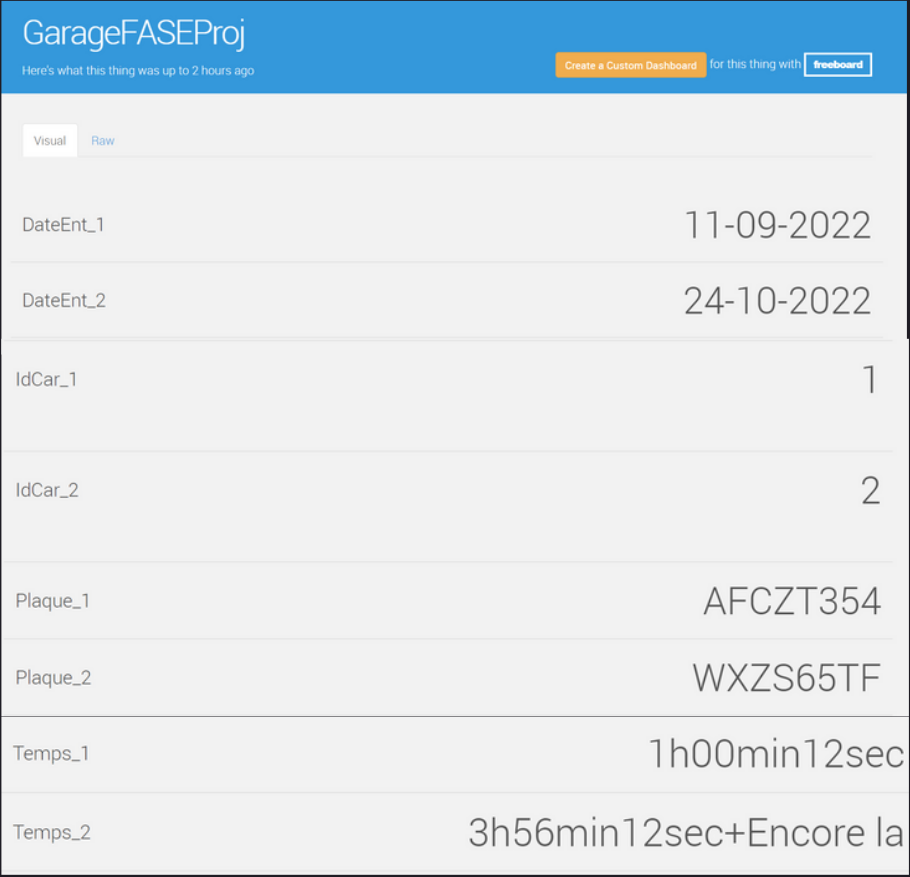 GarageFASEProj
Here's what this thing was up to 2 hours ago
Create a Custom Dashboard for this thing with freeboard
Visual Raw
DateEnt_1 11-09-2022
DateEnt_2 24-10-2022
IdCar_1 1
IdCar_2 2
Plaque_1 AFCZT354
Plaque_2 WXZS65TF
Temps_1 1h00min12sec
Temps_2 3h56min12sec+Encore la